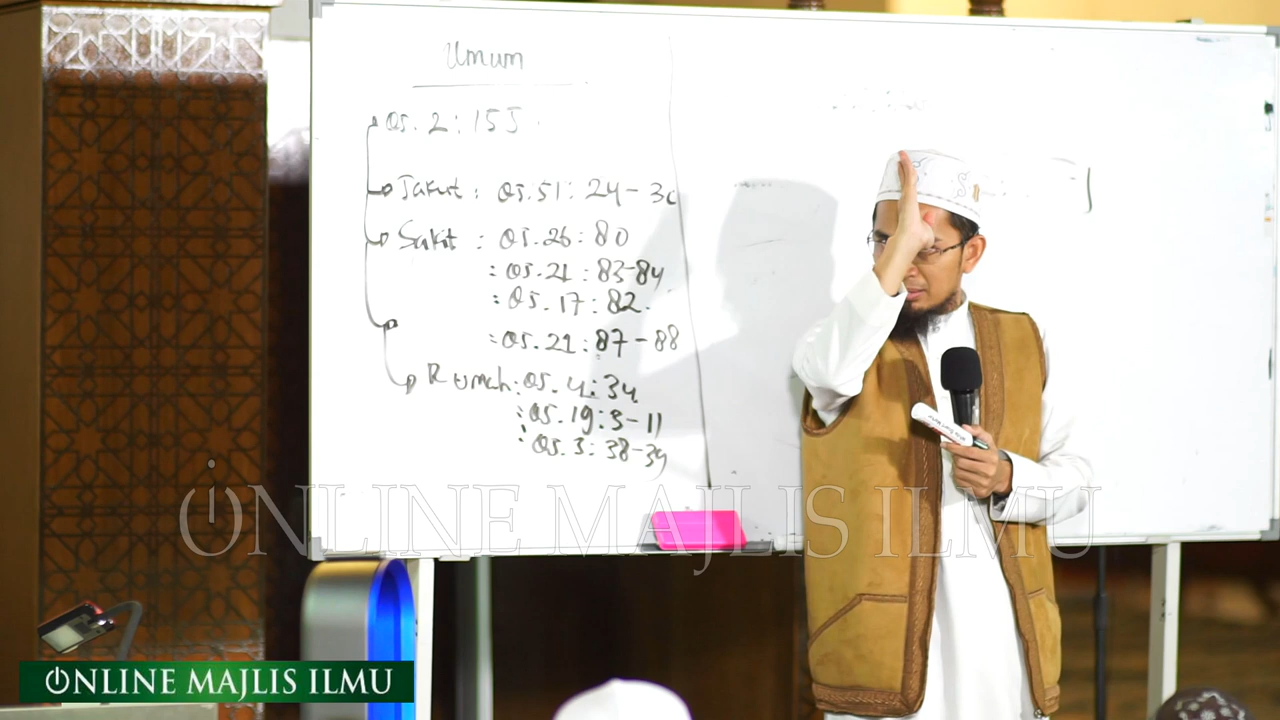 Umum
QS. 2 : 155
Takut : QS. 51 : 24 - 30
Sakit : QS. 26 : 80
: QS. 21 : 83-84
: QS. 17 : 82
: QS. 21 : 87 - 88
Rumah : QS. 4 : 34
: QS. 19 : 3 - 11
: QS. 3 : 38-39
ONLINE MAJLIS ILMU
ONLINE MAJLIS ILMU